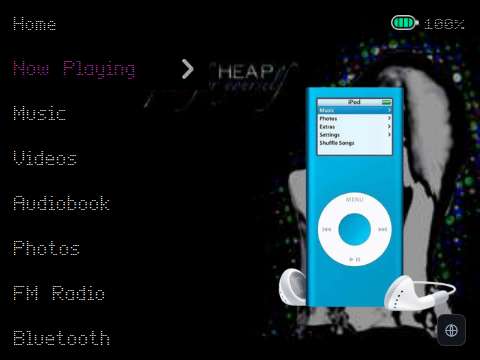 Home
100%
Now Playing
HEAP
Music
Videos
Audiobook
Photos
FM Radio
Bluetooth
iPod
Music
Photos
Extras
Settings
Shuffle Songs
MENU